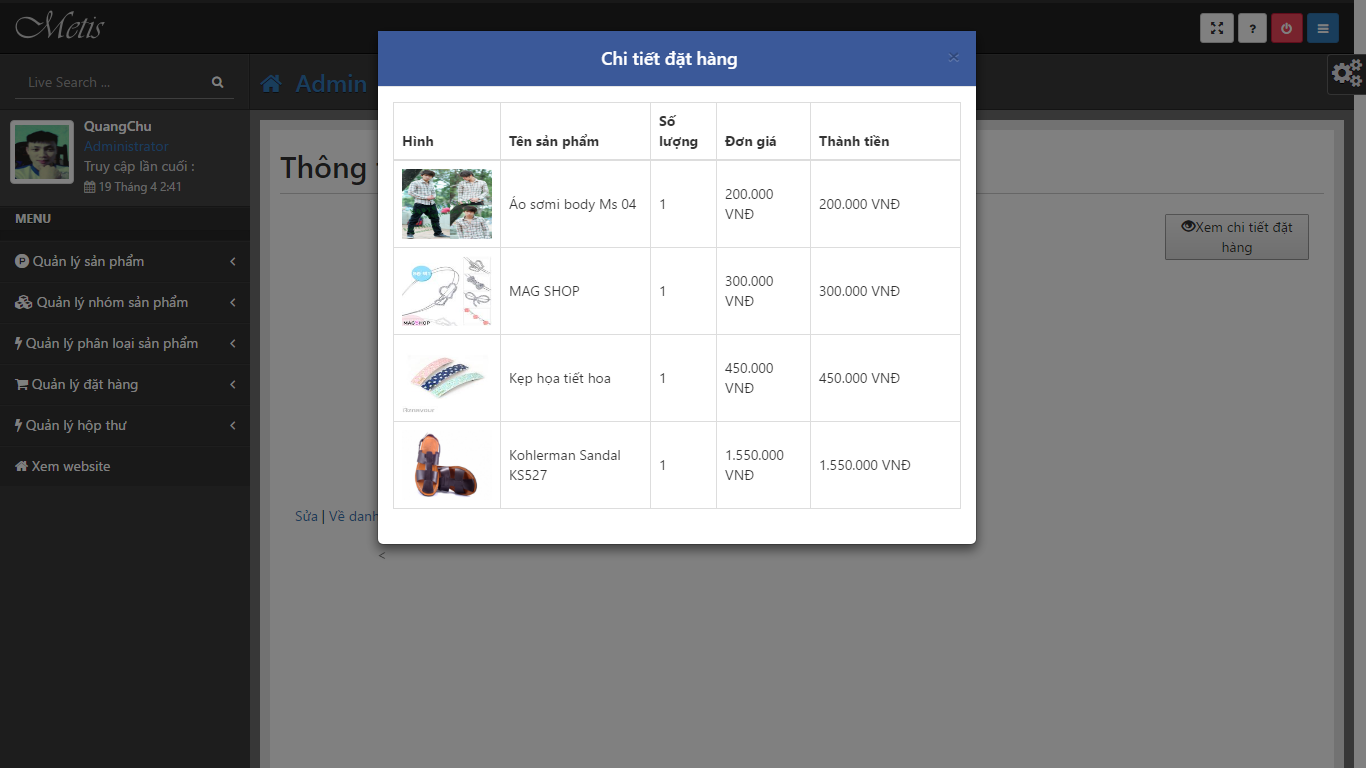 Metis
?
Chi tiết đặt hàng
×
Live Search ...
Admin
QuangChu
Administrator
Truy cập lần cuối :
19 Tháng 4 2:41
MENU
P Quản lý sản phẩm
Quản lý nhóm sản phẩm
Quản lý phân loại sản phẩm
Quản lý đặt hàng
Quản lý hộp thư
Xem website
Thông
Xem chi tiết đặt
hàng
Hình
Tên sản phẩm
Số
lượng
Đơn giá
Thành tiền
Áo sơmi body Ms 04
1
200.000
VNĐ
200.000 VNĐ
MAG SHOP
MAG SHOP
1
300.000
VNĐ
300.000 VNĐ
Kẹp họa tiết hoa
1
450.000
VNĐ
450.000 VNĐ
Kohlerman Sandal
KS527
1
1.550.000
VNĐ
1.550.000 VNĐ
Sửa | Về danh
<